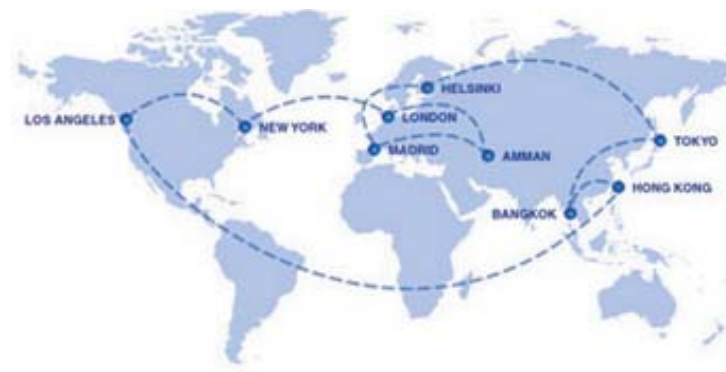 HELSINKI
LOS ANGELES
NEW YORK
LONDON
MADRID
AMMAN
TOKYO
BANGKOK
HONG KONG